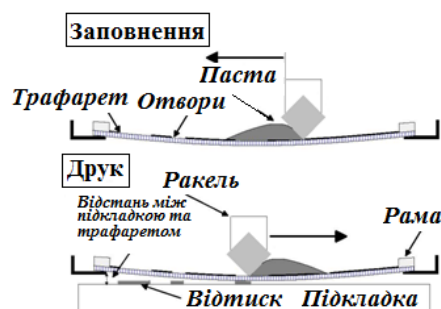 Заповнення
Паста
Трафарет Отвори
Друк
Ракель
Відстань між
підкладкою та
трафаретом
Рама
Відтиск Підкладка